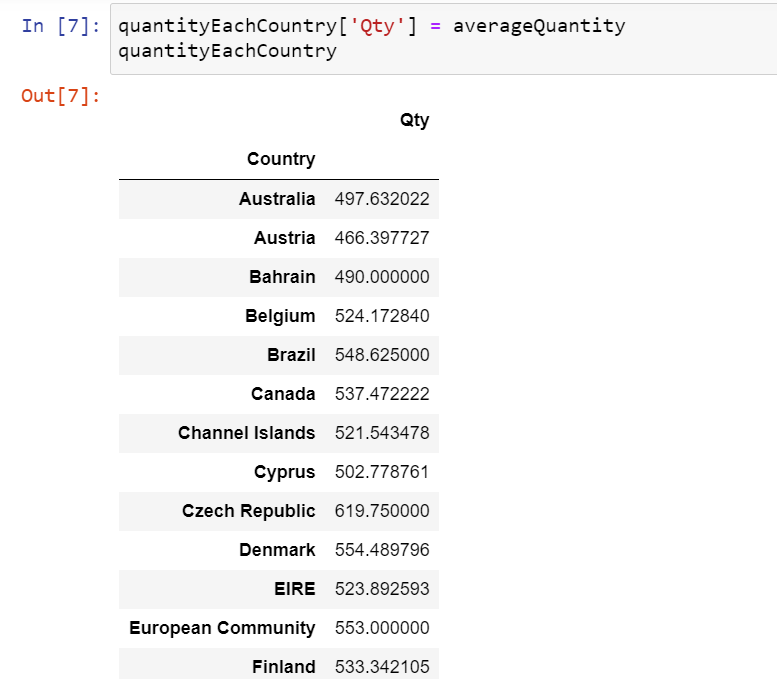 In [7]: quantityEachCountry['Qty'] = averageQuantity
quantityEachCountry
Out[7]:
Qty
Country
Australia 497.632022
Austria 466.397727
Bahrain 490.000000
Belgium 524.172840
Brazil 548.625000
Canada 537.472222
Channel Islands 521.543478
Cyprus 502.778761
Czech Republic 619.750000
Denmark 554.489796
EIRE 523.892593
European Community 553.000000
Finland 533.342105